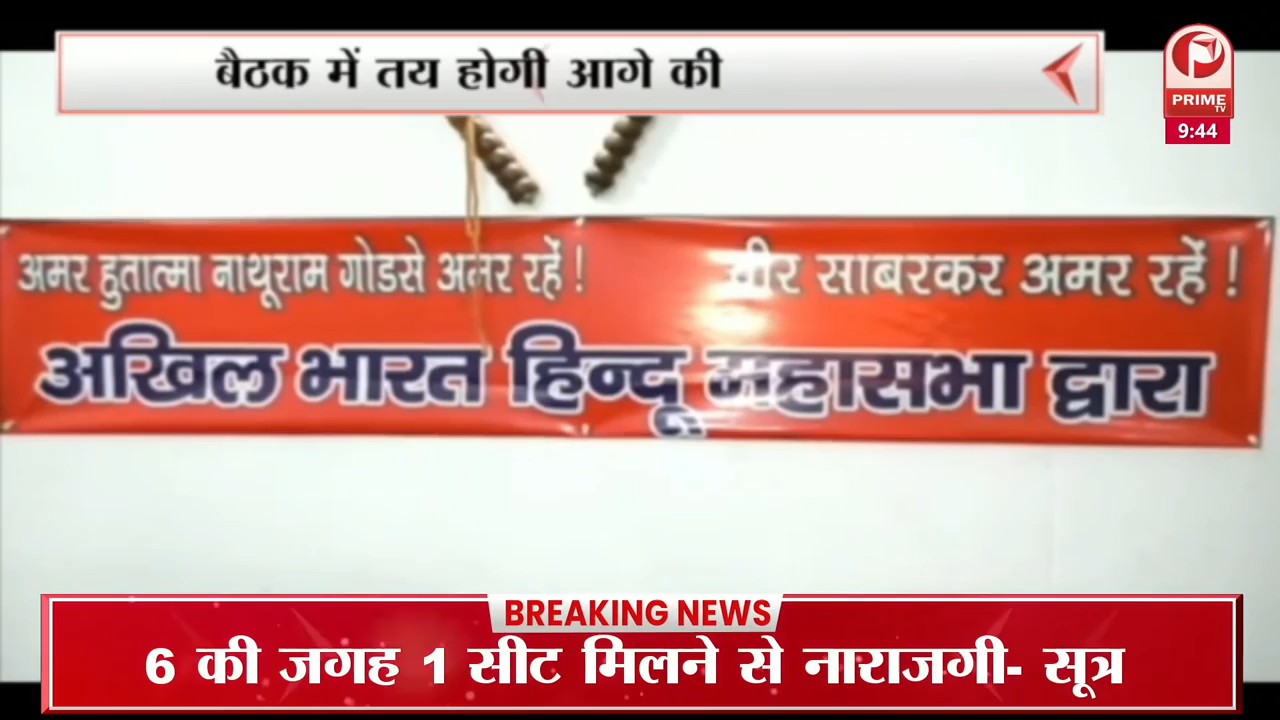 बैठक में तय होगी आगे की
PRIME
TV
9:44
अमर हुतात्मा नाथूराम गोडसे अमर रहें !
वीर साबरकर अमर रहें !
अखिल भारत हिन्दू महासभा द्वारा
BREAKING NEWS
6 की जगह 1 सीट मिलने से नाराजगी- सूत्र